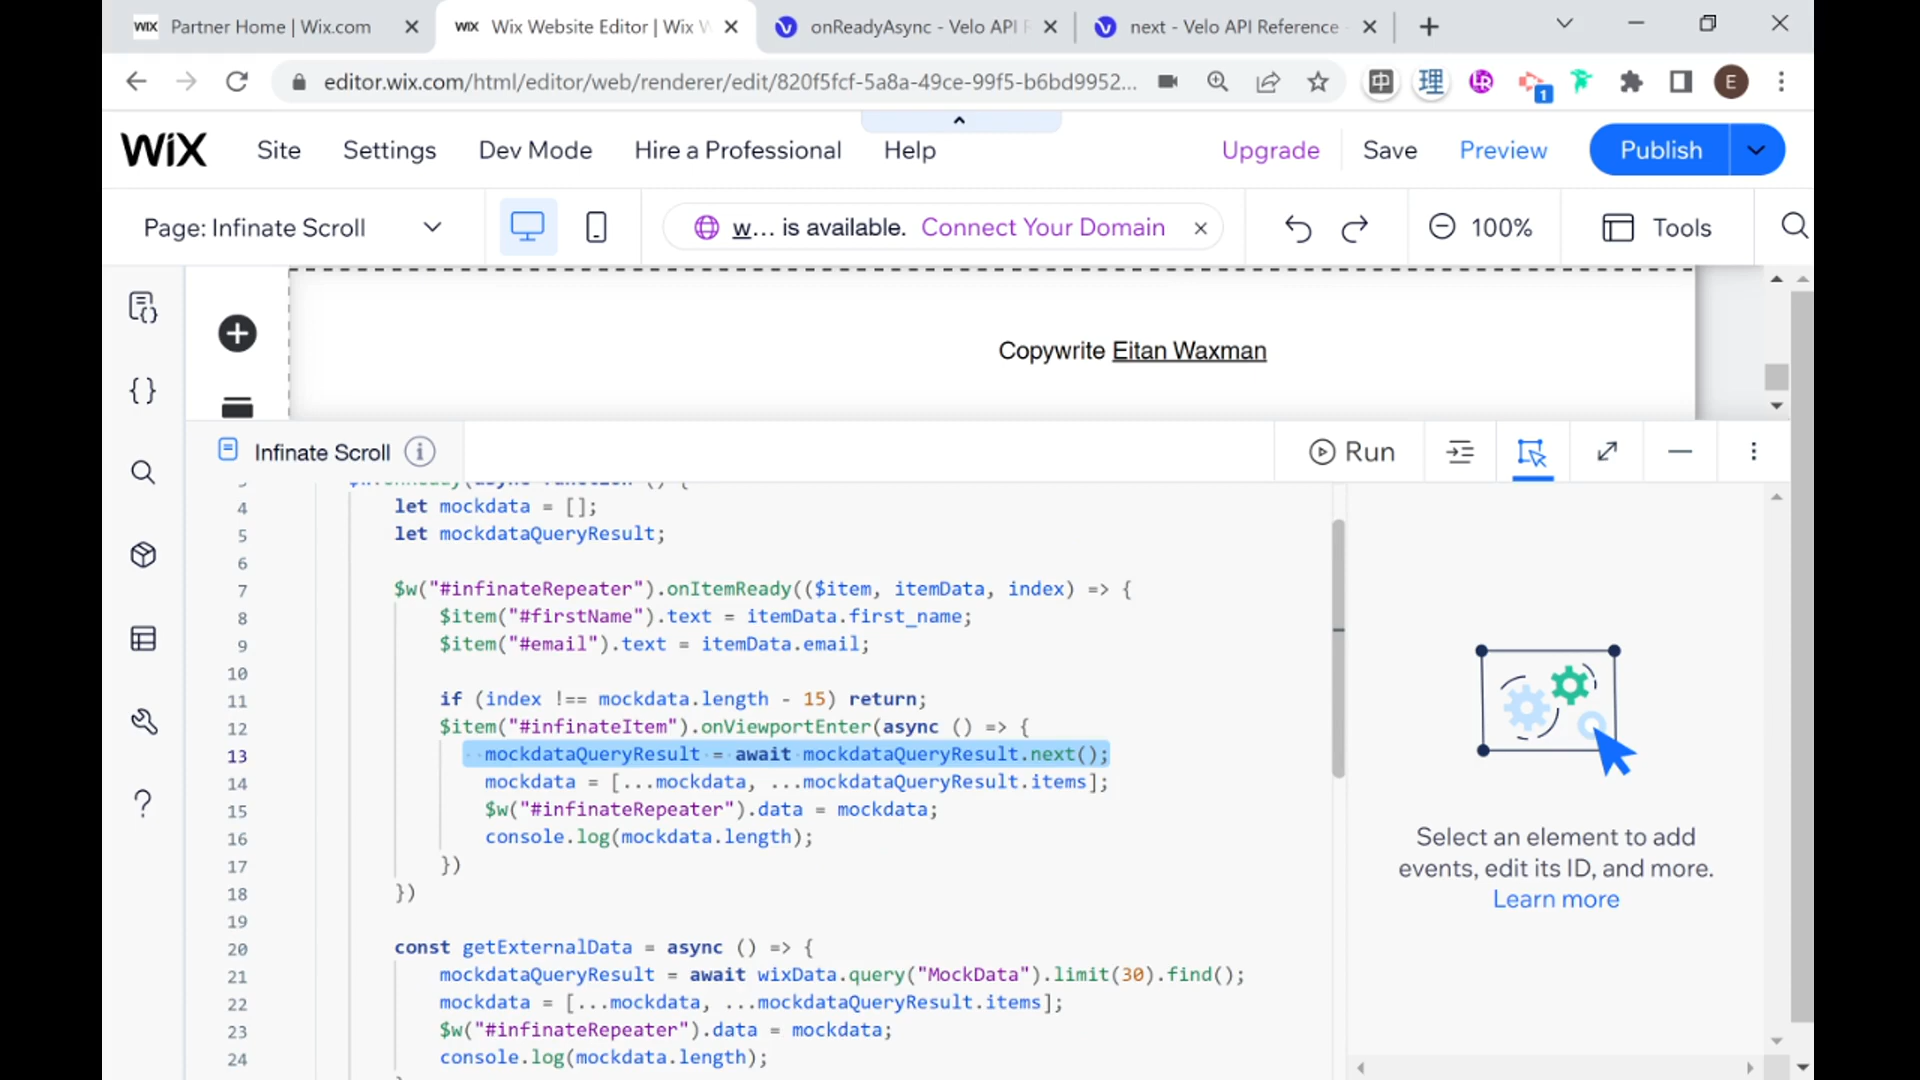 WIX Partner Home | Wix.com
WIX Wix Website Editor | Wix
onReadyAsync - Velo API
next - Velo API Reference
editor.wix.com/html/editor/web/renderer/edit/820f5fcf-5a8a-49ce-99f5-b6bd9952...
中
理
1
E
WiX
Site
Settings
Dev Mode
Hire a Professional
Help
Upgrade
Save
Preview
Publish
Page: Infinate Scroll
w... is available. Connect Your Domain
100%
Tools
Copywrite Eitan Waxman
Infinate Scroll
Run
4 let mockdata = [];
5 let mockdataQueryResult;
6
7 $w("#infinateRepeater").onItemReady(($item, itemData, index) => {
8 $item("#firstName").text = itemData.first_name;
9 $item("#email").text = itemData.email;
10
11 if (index !== mockdata.length - 15) return;
12 $item("#infinateItem").onViewportEnter(async () => {
13 mockdataQueryResult = await mockdataQueryResult.next();
14 mockdata = [...mockdata, ...mockdataQueryResult.items];
15 $w("#infinateRepeater").data = mockdata;
16 console.log(mockdata.length);
17 })
18 })
19
20 const getExternalData = async () => {
21 mockdataQueryResult = await wixData.query("MockData").limit(30).find();
22 mockdata = [...mockdata, ...mockdataQueryResult.items];
23 $w("#infinateRepeater").data = mockdata;
24 console.log(mockdata.length);
Select an element to add
events, edit its ID, and more.
Learn more